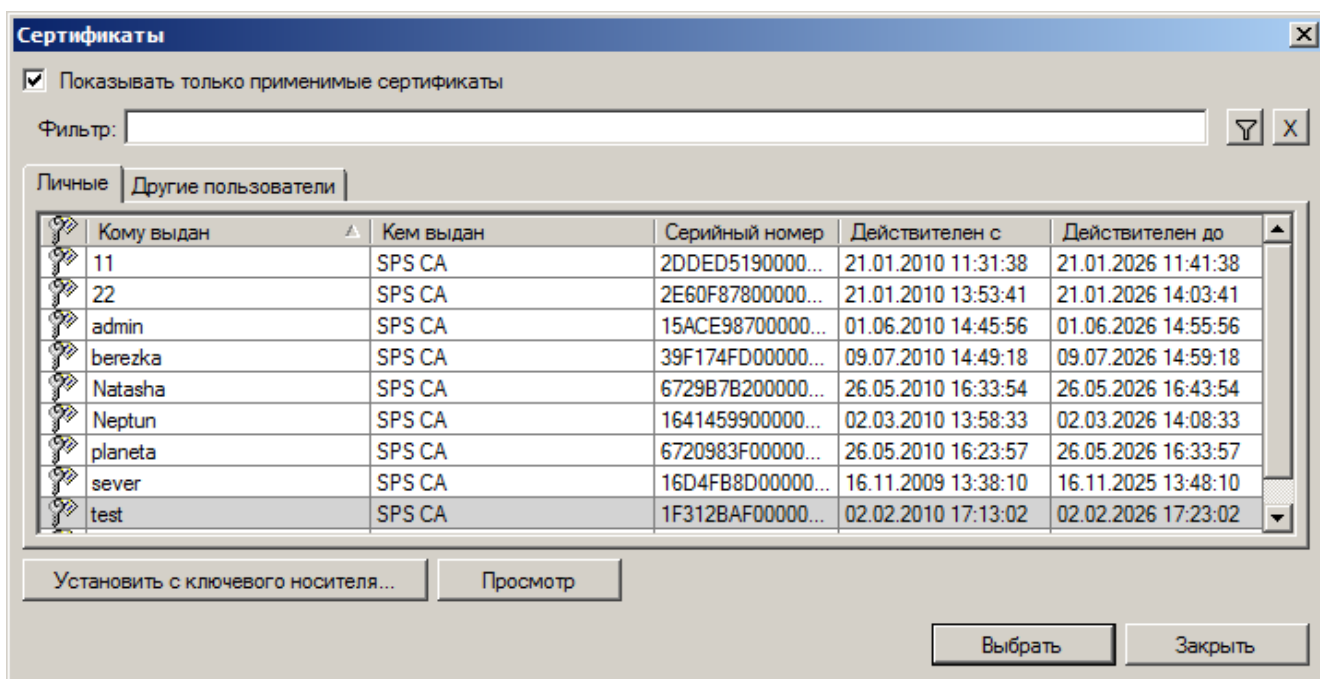 Сертификаты
Показывать только применимые сертификаты
Фильтр: X
Личные Другие пользователи
Кому выдан Кем выдан Серийный номер Действителен с Действителен до
11 SPS CA 2DDED5190000... 21.01.2010 11:31:38 21.01.2026 11:41:38
22 SPS CA 2E60F87800000... 21.01.2010 13:53:41 21.01.2026 14:03:41
admin SPS CA 15ACE98700000... 01.06.2010 14:45:56 01.06.2026 14:55:56
berezka SPS CA 39F174FD00000... 09.07.2010 14:49:18 09.07.2026 14:59:18
Natasha SPS CA 6729B7B200000... 26.05.2010 16:33:54 26.05.2026 16:43:54
Neptun SPS CA 1641459900000... 02.03.2010 13:58:33 02.03.2026 14:08:33
planeta SPS CA 6720983F00000... 26.05.2010 16:23:57 26.05.2026 16:33:57
sever SPS CA 16D4FB8D00000... 16.11.2009 13:38:10 16.11.2025 13:48:10
test SPS CA 1F312BAF00000... 02.02.2010 17:13:02 02.02.2026 17:23:02
Установить с ключевого носителя... Просмотр
Выбрать Закрыть